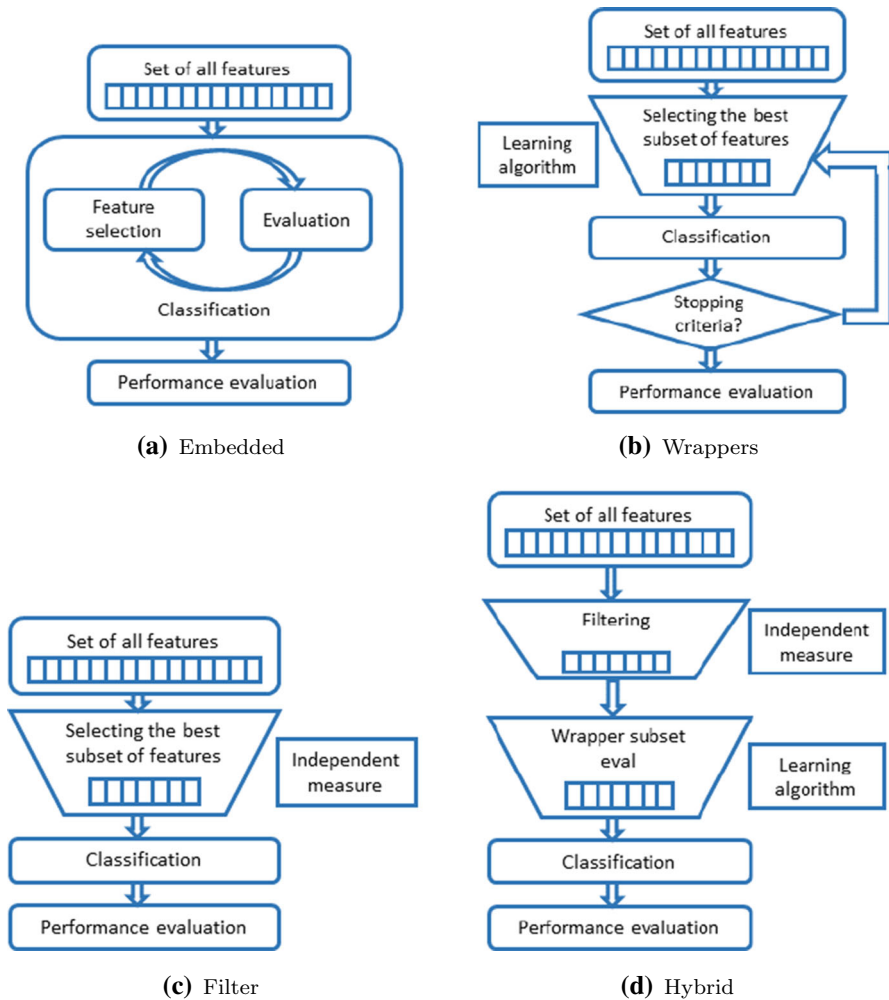 Set of all features
Feature
selection
Evaluation
Classification
Performance evaluation
(a) Embedded
Set of all features
Selecting the best
subset of features
Learning
algorithm
Classification
Stopping
criteria?
Performance evaluation
(b) Wrappers
Set of all features
Selecting the best
subset of features
Independent
measure
Classification
Performance evaluation
(c) Filter
Set of all features
Filtering
Independent
measure
Wrapper subset
eval
Learning
algorithm
Classification
Performance evaluation
(d) Hybrid